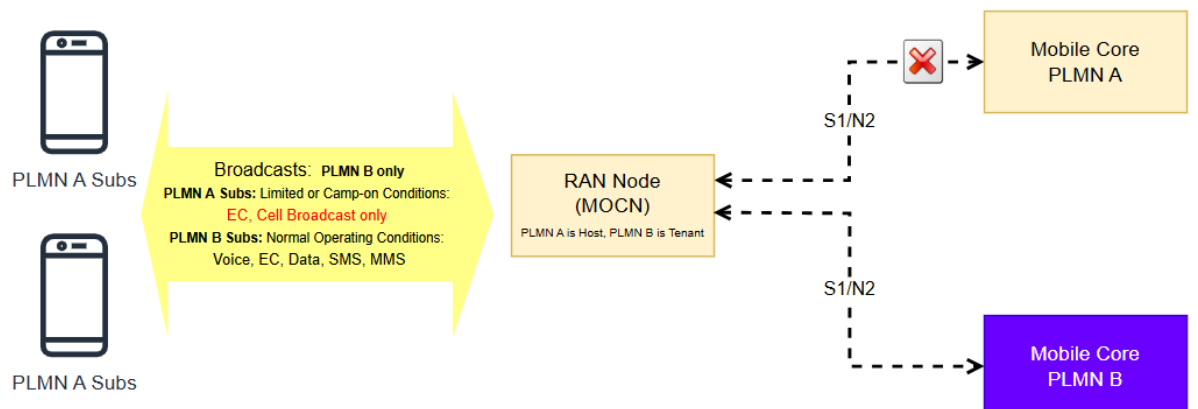 PLMN A Subs
PLMN A Subs
Broadcasts: PLMN B only
PLMN A Subs: Limited or Camp-on Conditions:
EC, Cell Broadcast only
PLMN B Subs: Normal Operating Conditions:
Voice, EC, Data, SMS, MMS
RAN Node
(MOCN)
PLMN A is Host, PLMN B is Tenant
S1/N2
S1/N2
Mobile Core
PLMN A
Mobile Core
PLMN B